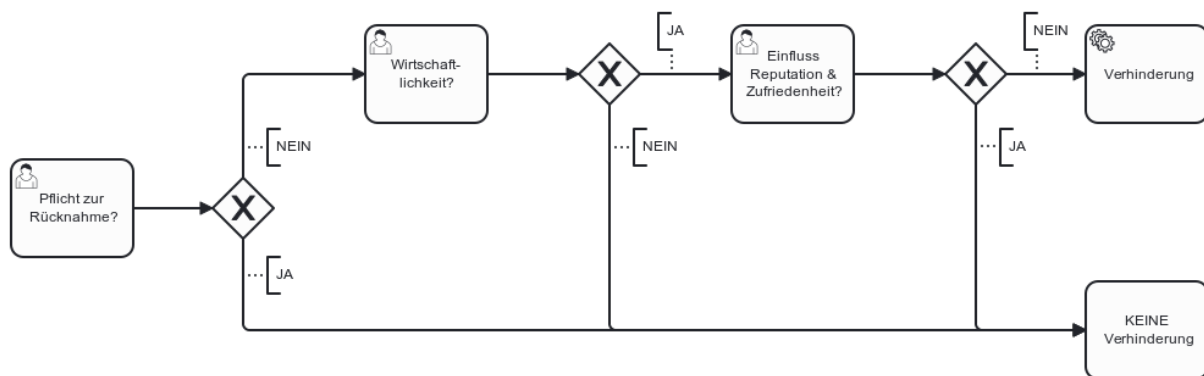 Pflicht zur
Rücknahme?
NEIN
JA
Wirtschaft-
lichkeit?
JA
NEIN
Einfluss
Reputation &
Zufriedenheit?
NEIN
JA
Verhinderung
KEINE
Verhinderung